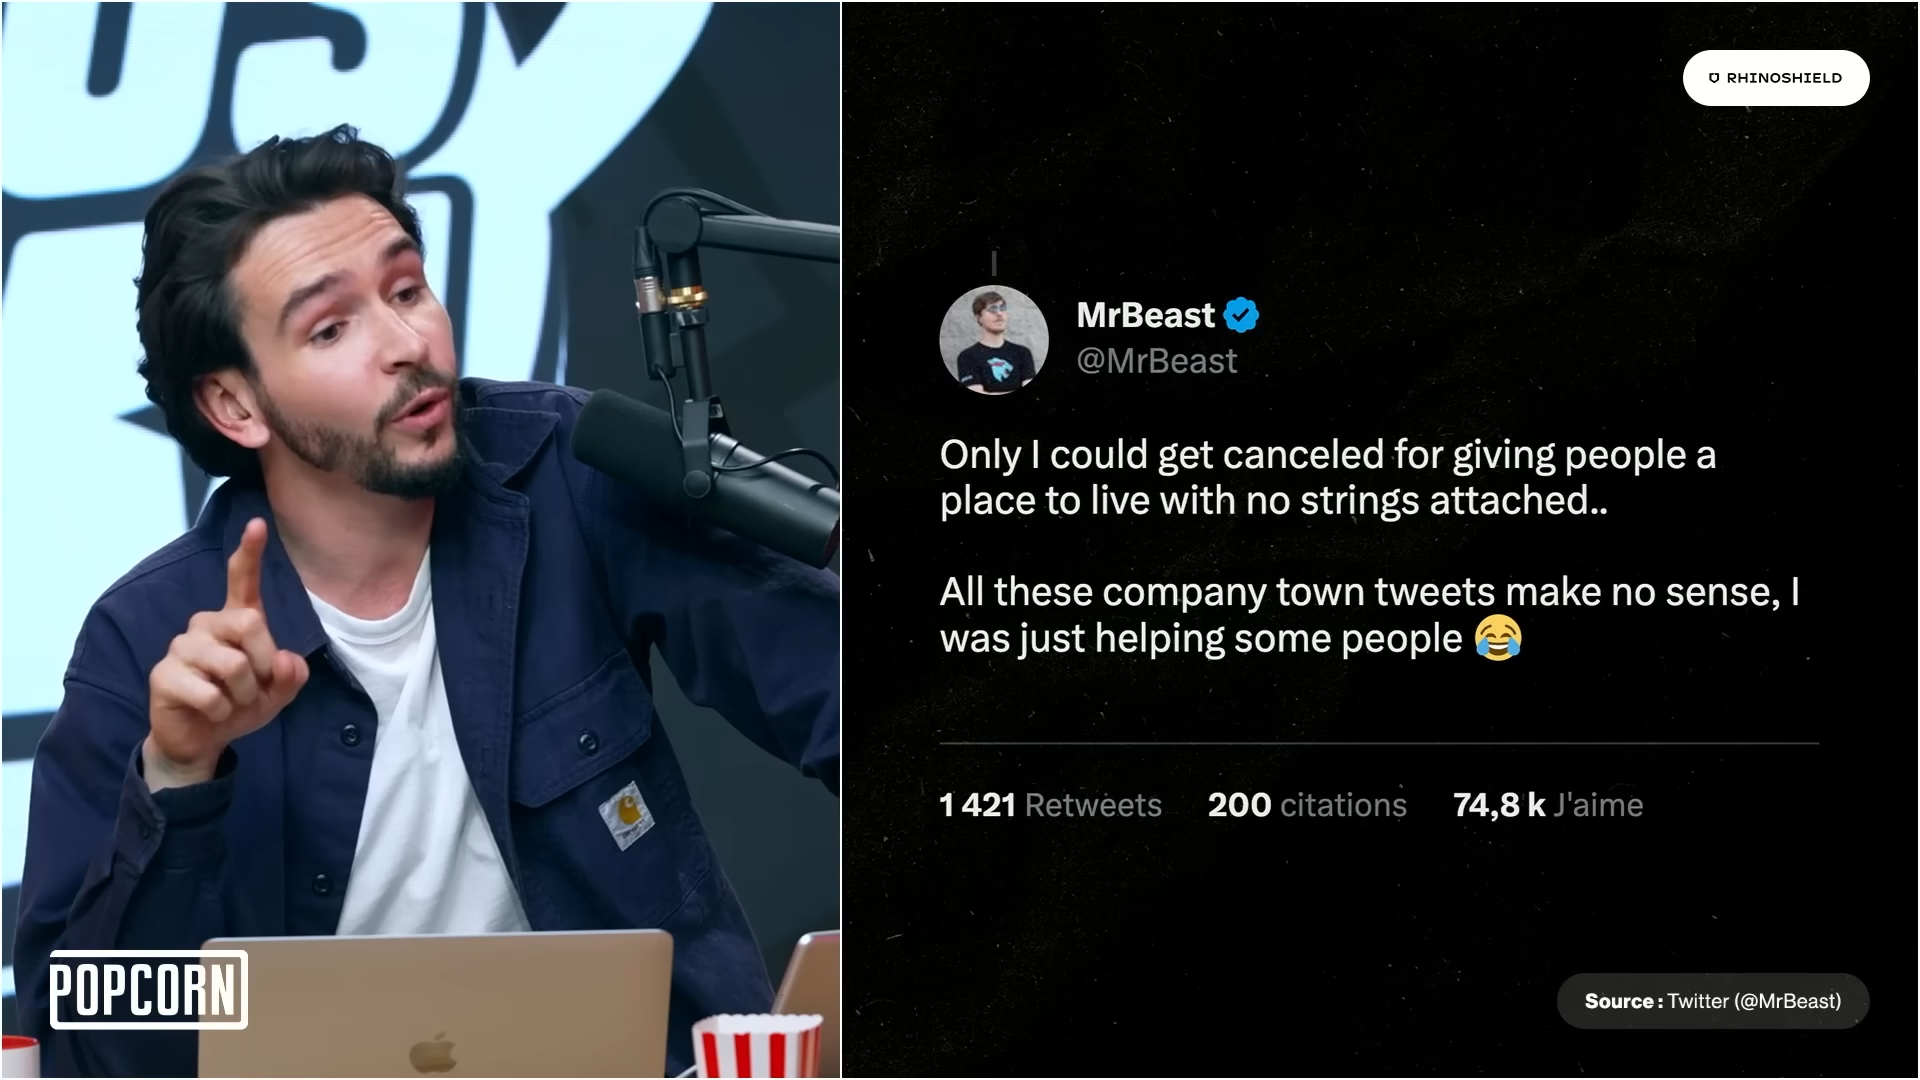 POPCORN
RHINOSHIELD
MrBeast
@MrBeast
Only I could get canceled for giving people a
place to live with no strings attached..
All these company town tweets make no sense, I
was just helping some people 😂
1 421 Retweets 200 citations 74,8 k J'aime
Source : Twitter (@MrBeast)